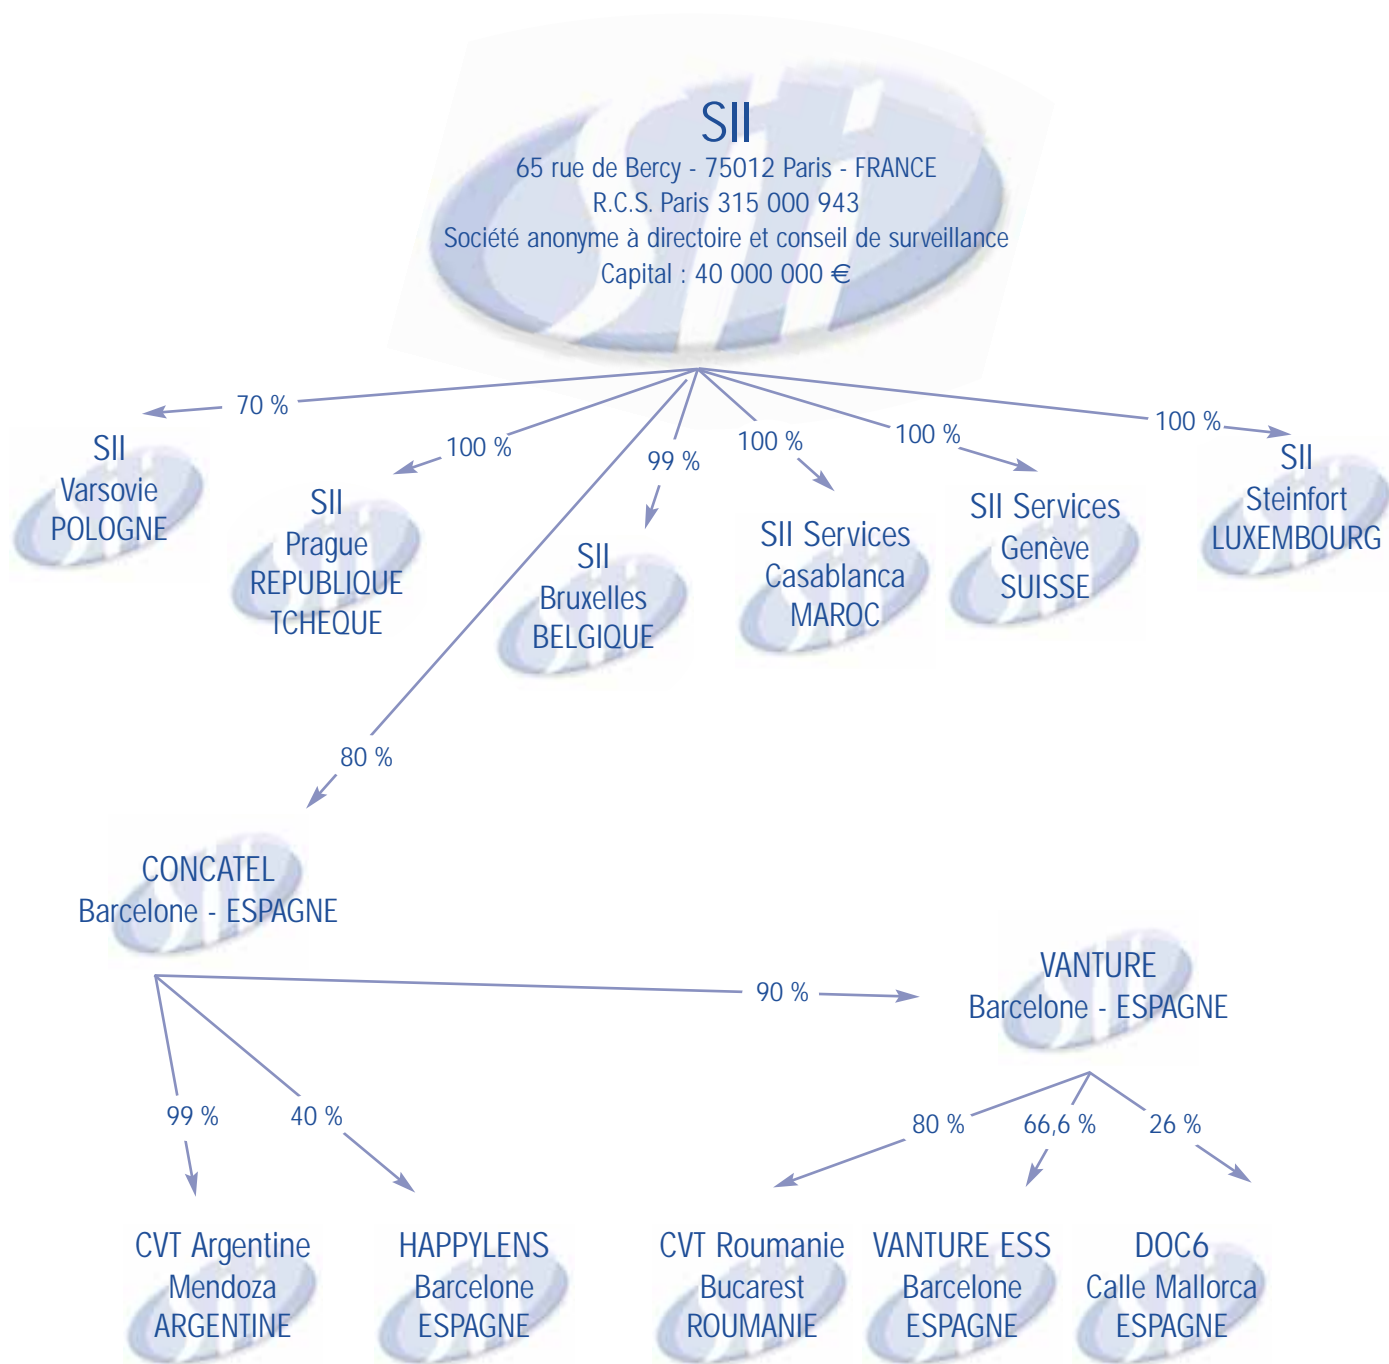 SII
65 rue de Bercy - 75012 Paris - FRANCE
R.C.S. Paris 315 000 943
Société anonyme à directoire et conseil de surveillance
Capital : 40 000 000 €
70 %
100 %
99 %
100 %
100 %
100 %
80 %
SII
Varsovie
POLOGNE
SII
Prague
REPUBLIQUE
TCHEQUE
SII
Bruxelles
BELGIQUE
SII Services
Casablanca
MAROC
SII Services
Genève
SUISSE
SII
Steinfort
LUXEMBOURG
CONCATEL
Barcelone - ESPAGNE
90 %
VANTURE
Barcelone - ESPAGNE
99 %
40 %
80 %
66,6 %
26 %
CVT Argentine
Mendoza
ARGENTINE
HAPPYLENS
Barcelone
ESPAGNE
CVT Roumanie
Bucarest
ROUMANIE
VANTURE ESS
Barcelone
ESPAGNE
DOC6
Calle Mallorca
ESPAGNE